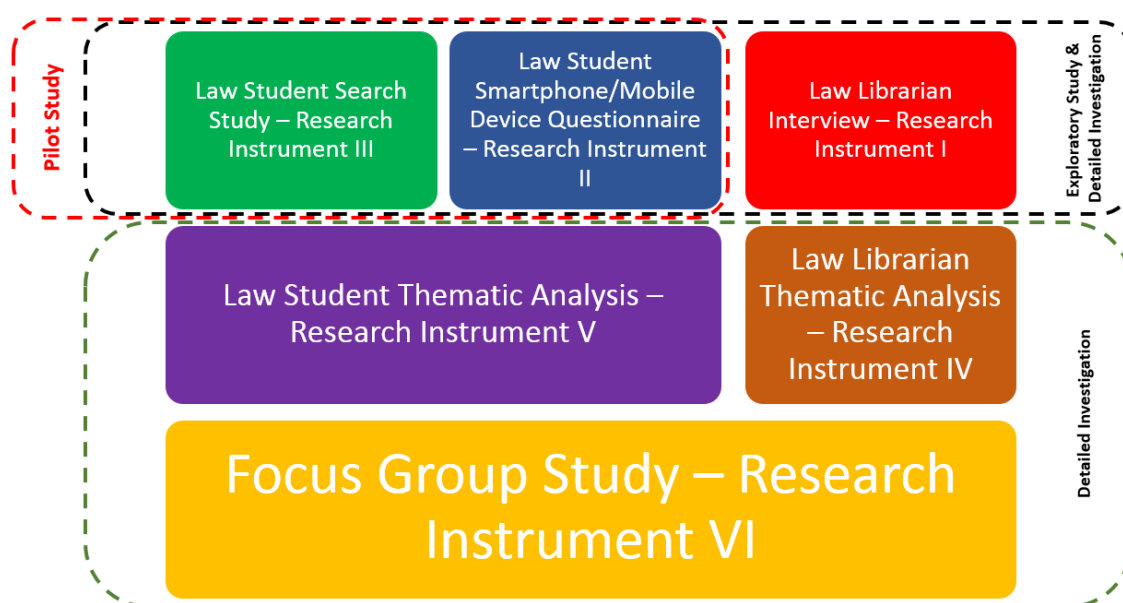 Pilot Study
Law Student Search
Study – Research
Instrument III
Law Student
Smartphone/Mobile
Device Questionnaire
– Research Instrument
II
Law Librarian
Interview – Research
Instrument I
Exploratory Study &
Detailed Investigation
Law Student Thematic Analysis –
Research Instrument V
Law Librarian
Thematic Analysis
– Research
Instrument IV
Detailed Investigation
Focus Group Study – Research
Instrument VI